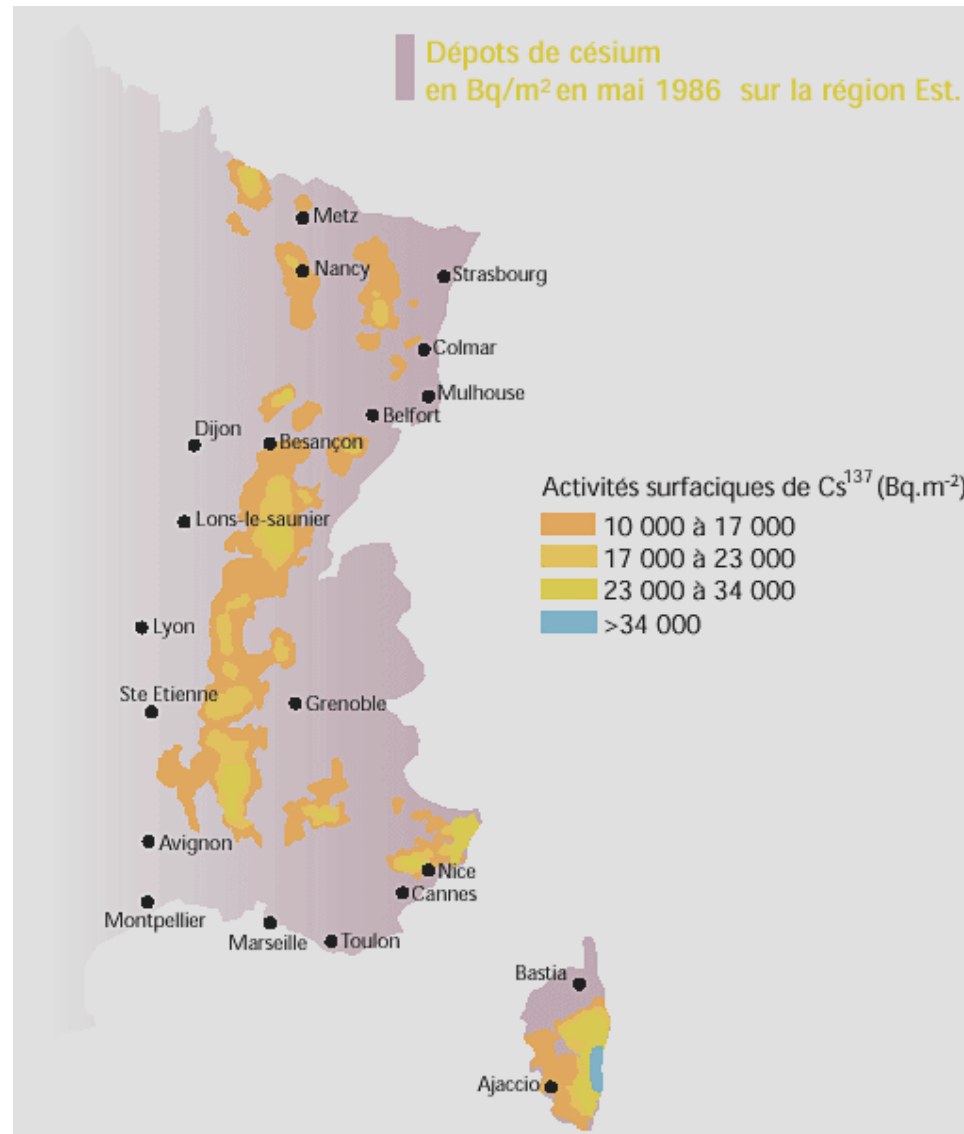 Dépots de césium
en Bq/m² en mai 1986 sur la région Est.
Metz
Nancy
Strasbourg
Colmar
Mulhouse
Belfort
Dijon
Besançon
Lons-le-saunier
Activités surfaciques de Cs¹³⁷ (Bq.m⁻²)
10 000 à 17 000
17 000 à 23 000
23 000 à 34 000
>34 000
Lyon
Ste Etienne
Grenoble
Avignon
Nice
Cannes
Montpellier
Marseille
Toulon
Bastia
Ajaccio